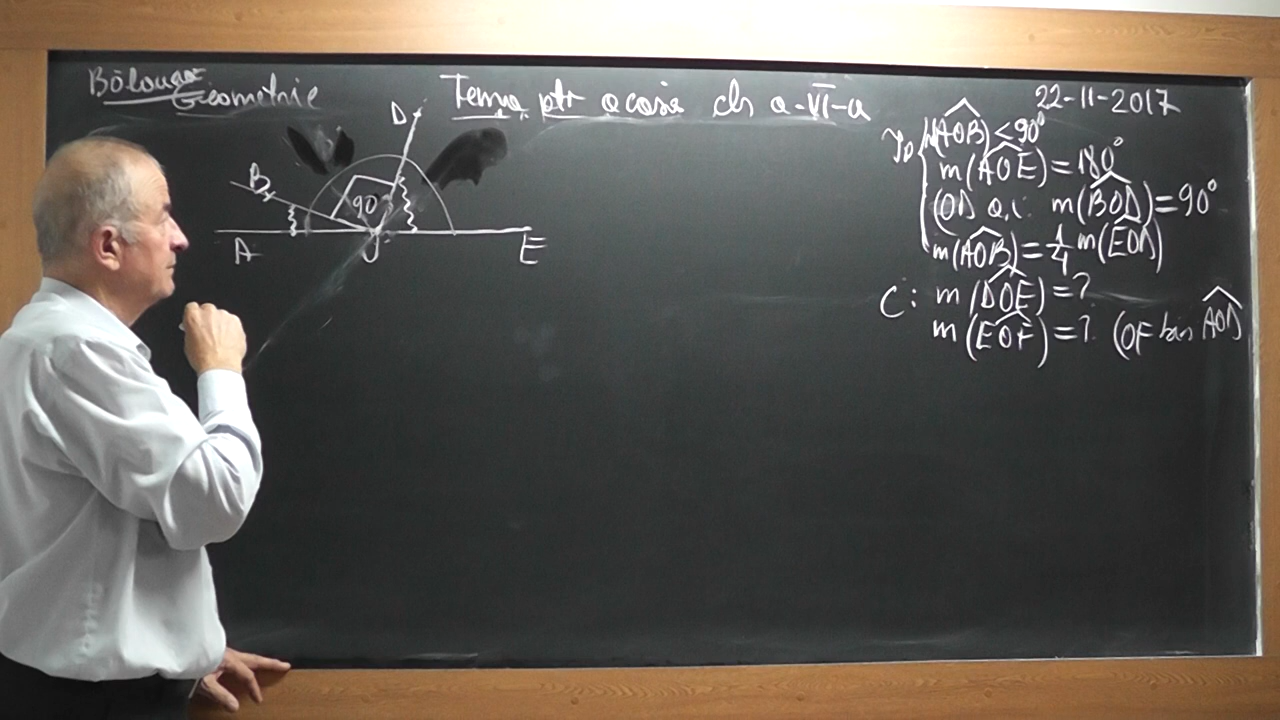 Geometrie
Tema ptr acasă cls a-VI-a
22-11-2017
m(AOB) < 90°
m(AOE) = 180°
(OD a.î. m(BOD) = 90°
m(AOB) = 1/4 m(EOD)
C: m(DOE) = ?
m(EOF) = ? (OF bis AOD
D
B
90°
A
O
E